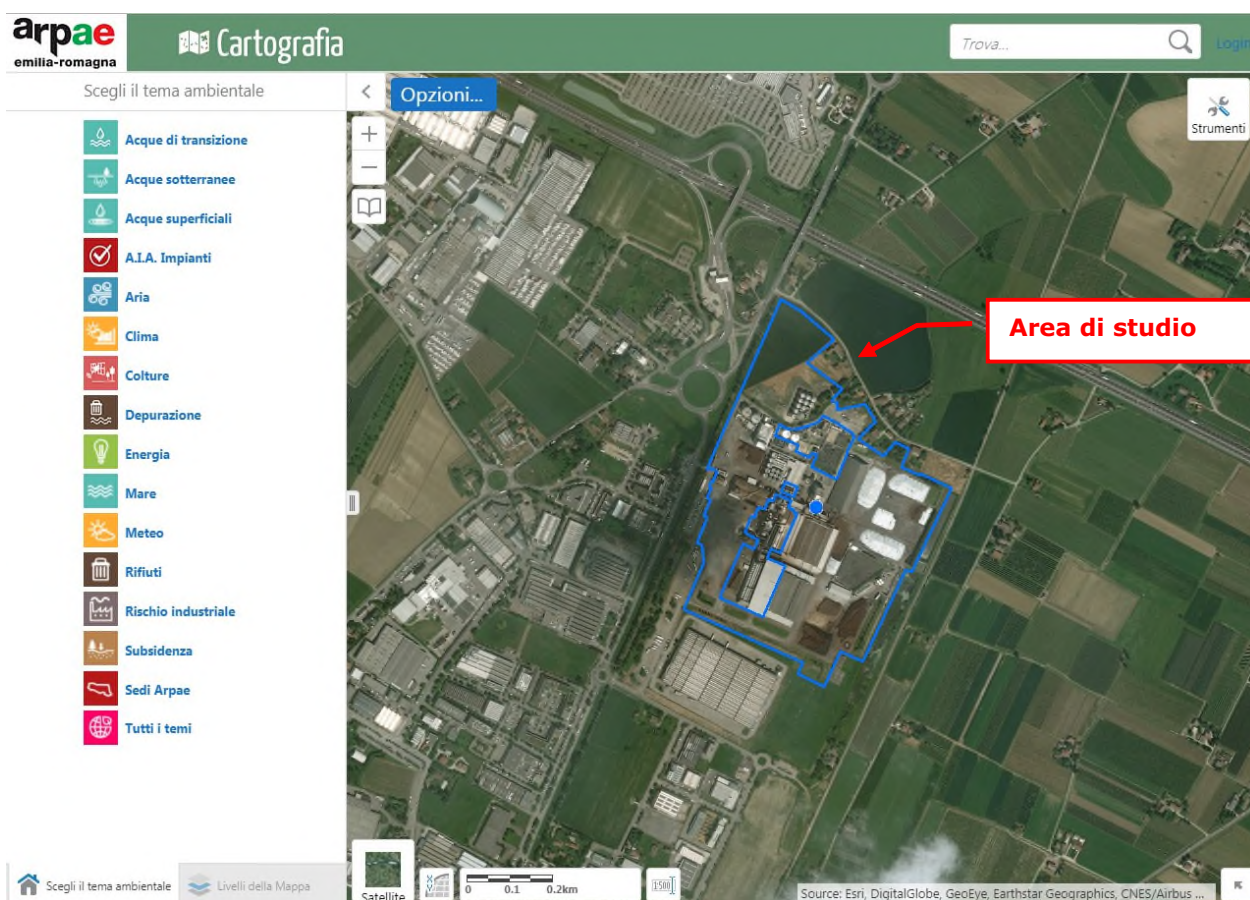 arpae
emilia-romagna
Cartografia
Trova...
Login
Scegli il tema ambientale
Opzioni...
Strumenti
Acque di transizione
Acque sotterranee
Acque superficiali
A.I.A. Impianti
Aria
Clima
Colture
Depurazione
Energia
Mare
Meteo
Rifiuti
Rischio industriale
Subsidenza
Sedi Arpae
Tutti i temi
Area di studio
Scegli il tema ambientale
Livelli della Mappa
Satellite
X
Y
0 0.1 0.2km
1:500
Source: Esri, DigitalGlobe, GeoEye, Earthstar Geographics, CNES/Airbus ...